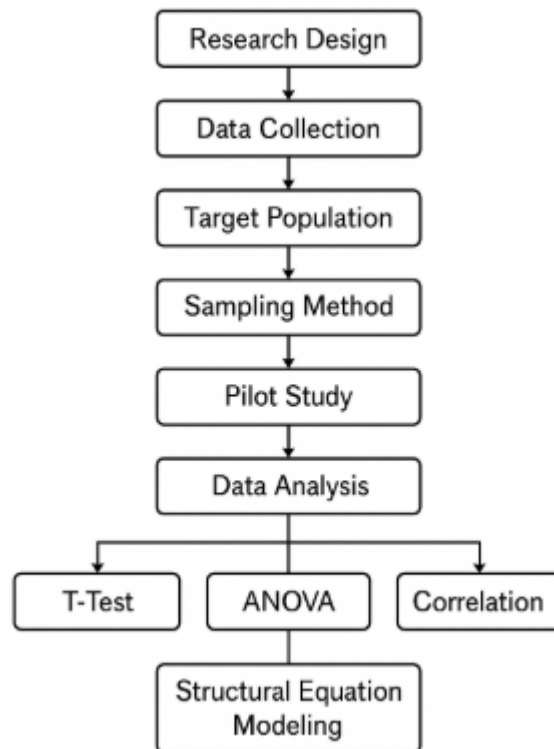 Research Design
Data Collection
Target Population
Sampling Method
Pilot Study
Data Analysis
T-Test
ANOVA
Correlation
Structural Equation
Modeling